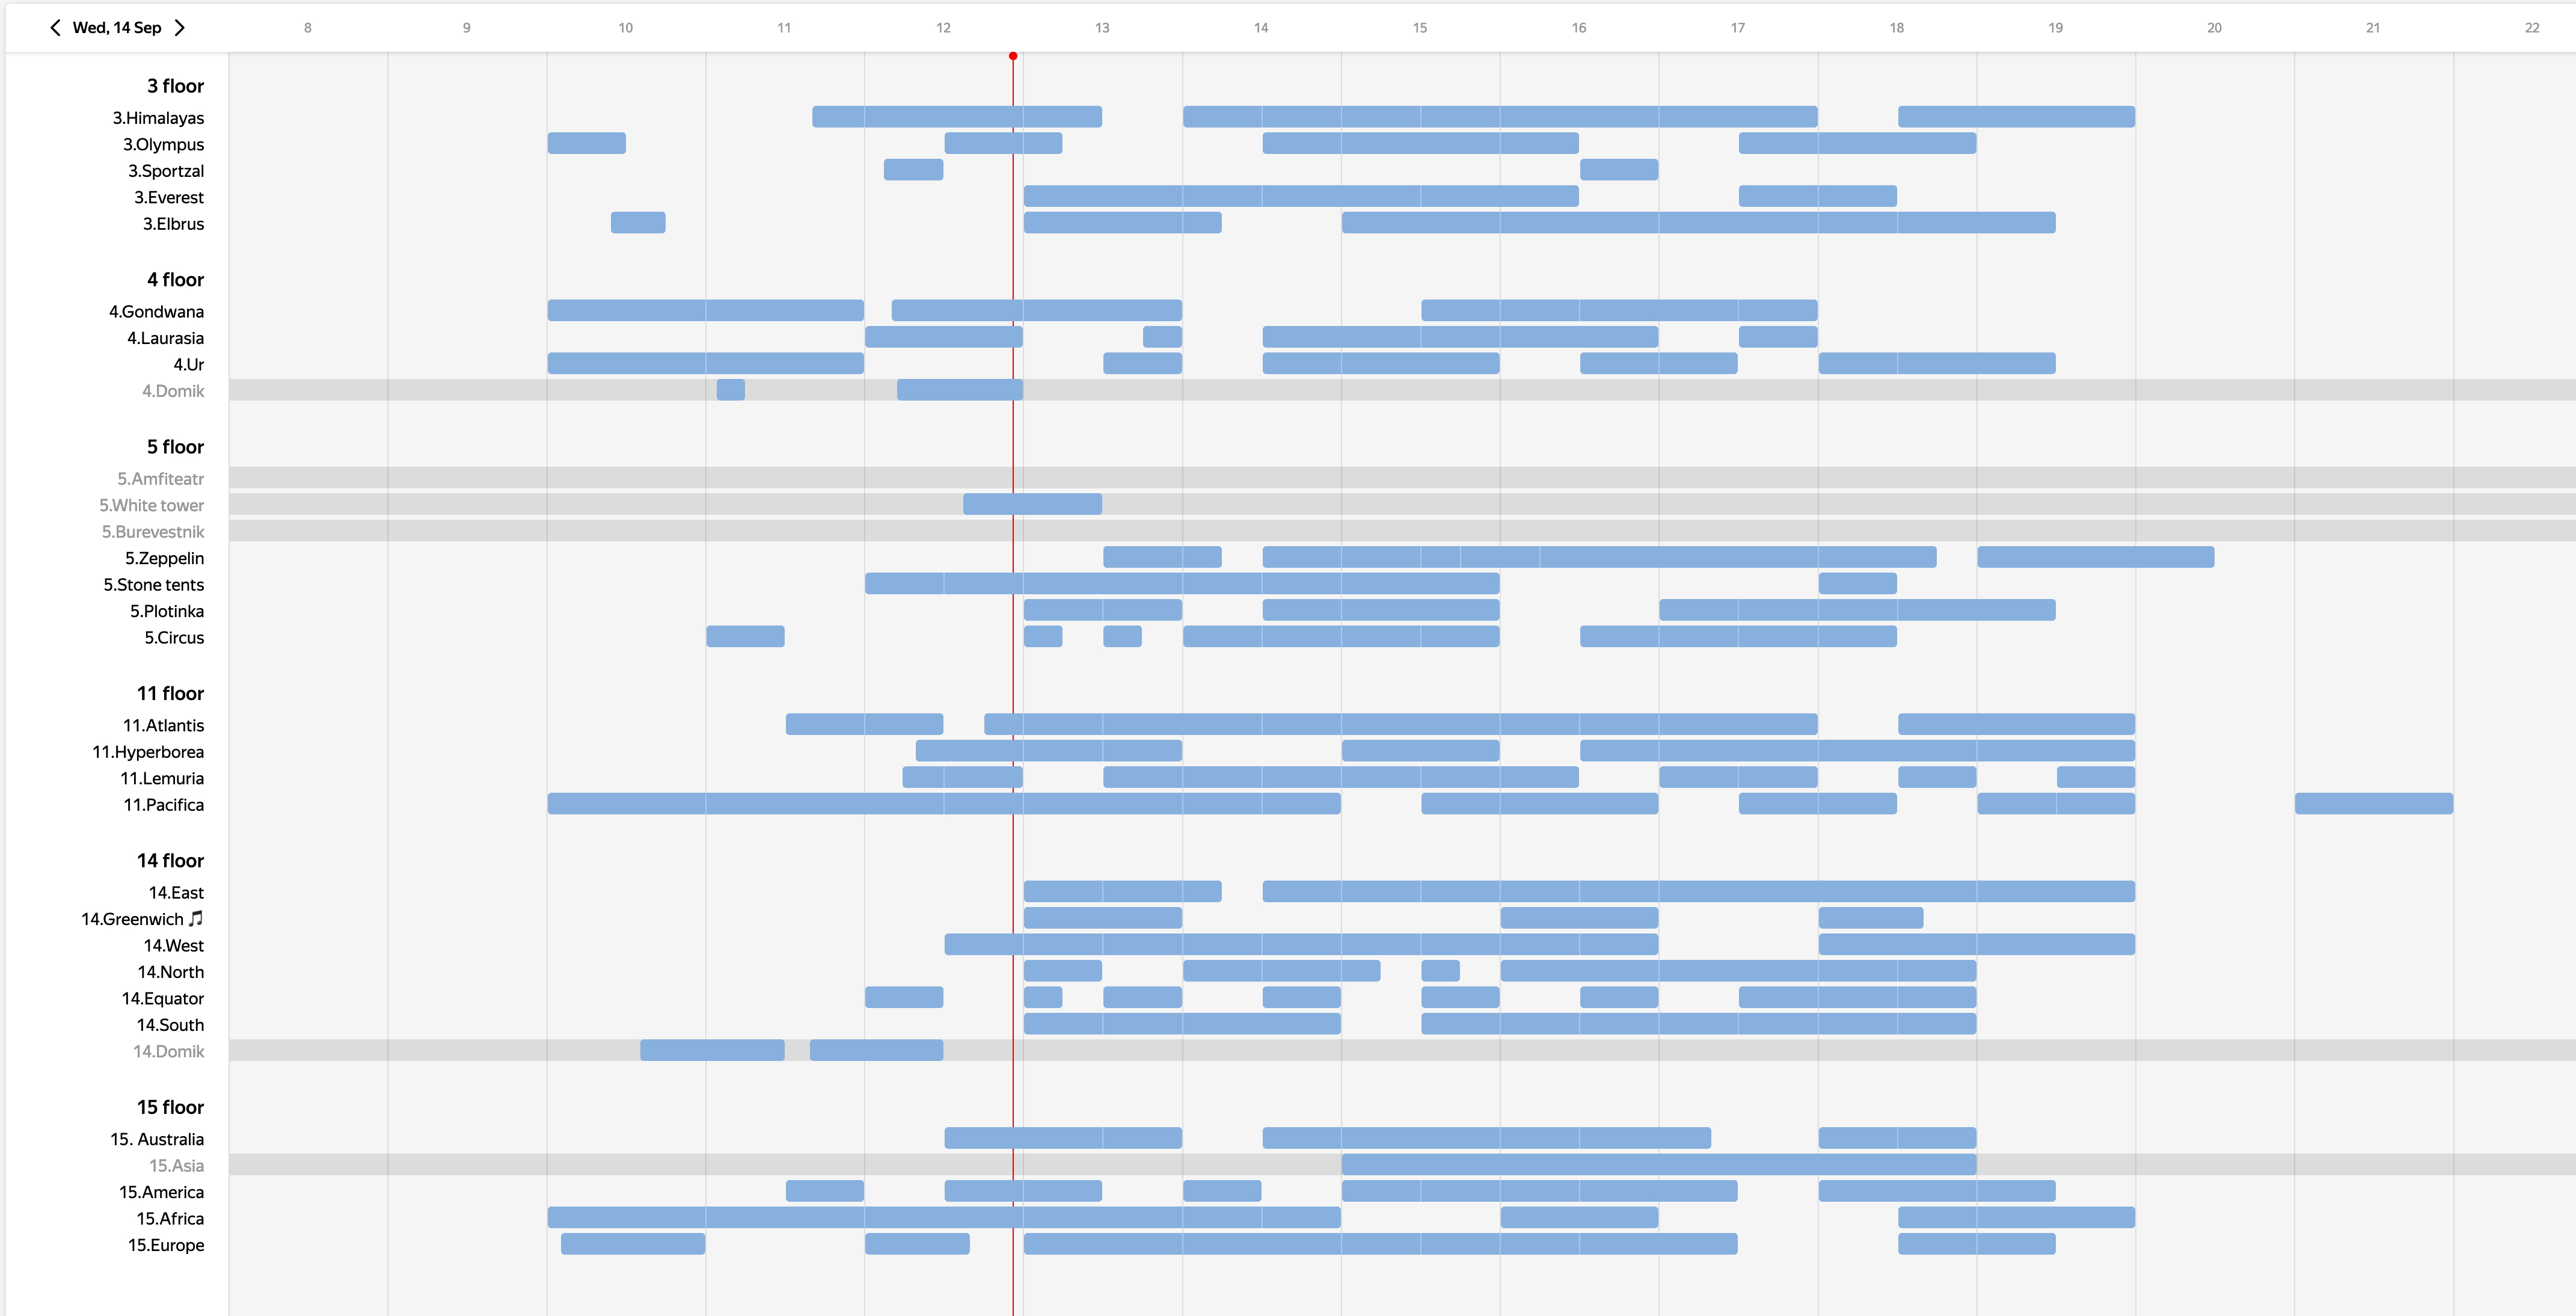 Wed, 14 Sep 8 9 10 11 12 13 14 15 16 17 18 19 20 21 22
3 floor
3.Himalayas
3.Olympus
3.Sportzal
3.Everest
3.Elbrus
4 floor
4.Gondwana
4.Laurasia
4.Ur
4.Domik
5 floor
5.Amfiteatr
5.White tower
5.Burevestnik
5.Zeppelin
5.Stone tents
5.Plotinka
5.Circus
11 floor
11.Atlantis
11.Hyperborea
11.Lemuria
11.Pacifica
14 floor
14.East
14.Greenwich 🎵
14.West
14.North
14.Equator
14.South
14.Domik
15 floor
15. Australia
15.Asia
15.America
15.Africa
15.Europe